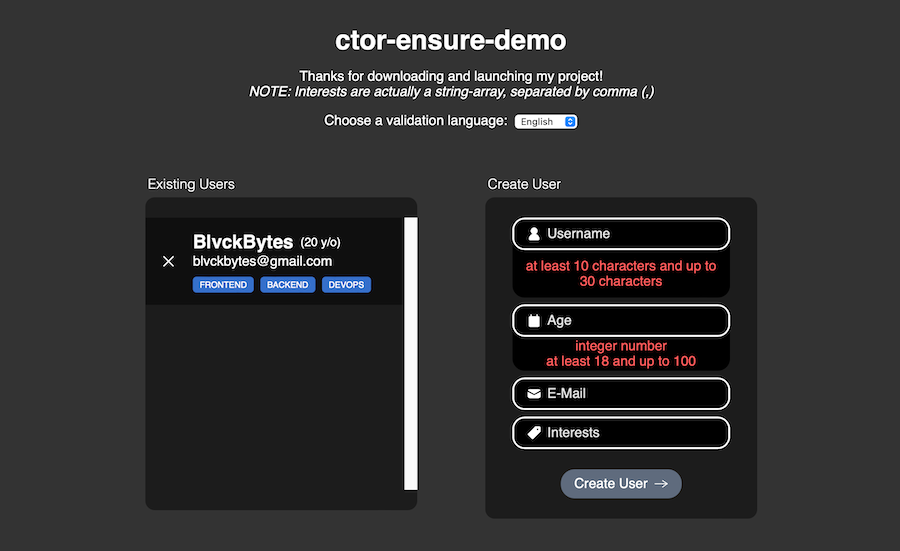 ctor-ensure-demo
Thanks for downloading and launching my project!
NOTE: Interests are actually a string-array, separated by comma (,)
Choose a validation language: English
Existing Users
BlvckBytes (20 y/o)
blvckbytes@gmail.com
FRONTEND BACKEND DEVOPS
Create User
Username
at least 10 characters and up to
30 characters
Age
integer number
at least 18 and up to 100
E-Mail
Interests
Create User →